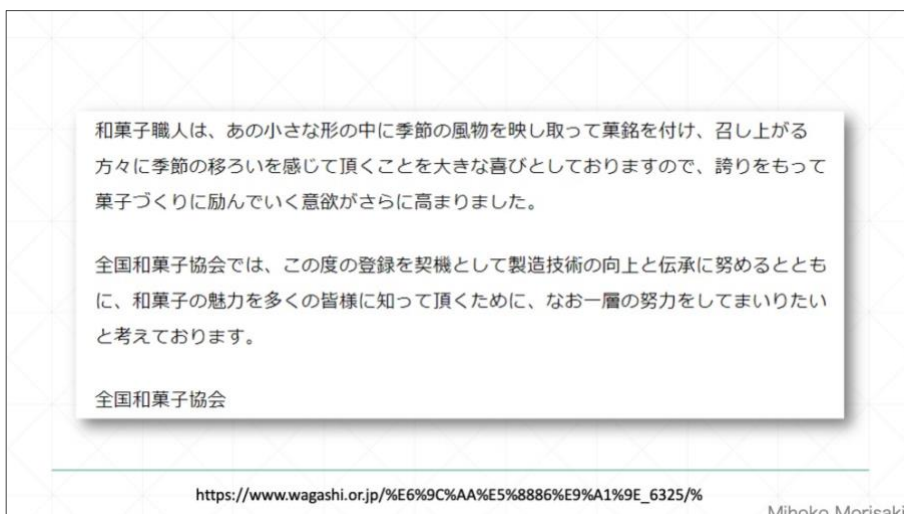 和菓子職人は、あの小さな形の中に季節の風物を映し取って菓銘を付け、召し上がる
方々に季節の移ろいを感じて頂くことを大きな喜びとしておりますので、誇りをもって
菓子づくりに励んでいく意欲がさらに高まりました。
全国和菓子協会では、この度の登録を契機として製造技術の向上と伝承に努めるととも
に、和菓子の魅力を多くの皆様に知って頂くために、なお一層の努力をしてまいりたい
と考えております。
全国和菓子協会
https://www.wagashi.or.jp/%E6%9C%AA%E5%8886%E9%A1%9E_6325/%
Mihoko Morisaki